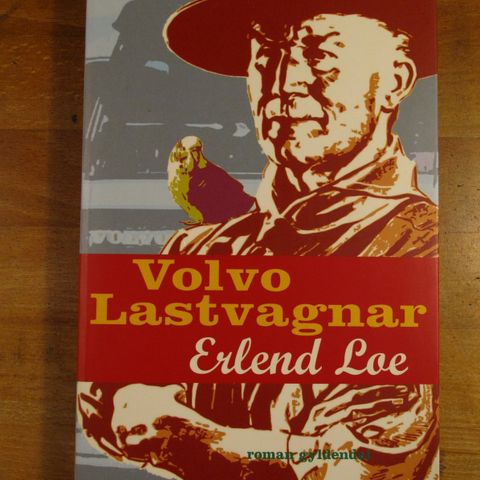 Volvo
Lastvagnar
Erlend Loe
roman gyldendal